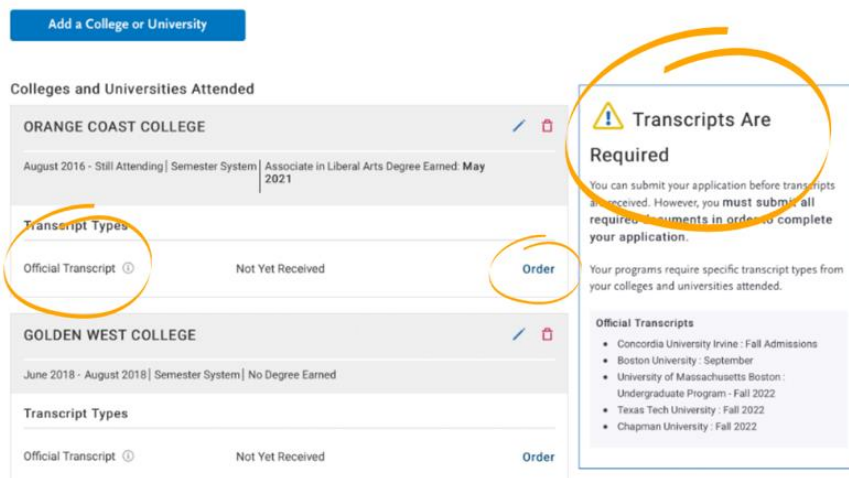 Add a College or University
Colleges and Universities Attended
ORANGE COAST COLLEGE
August 2016 - Still Attending | Semester System | Associate in Liberal Arts Degree Earned: May
2021
Transcript Types
Official Transcript ⓘ Not Yet Received Order
GOLDEN WEST COLLEGE
June 2018 - August 2018 | Semester System | No Degree Earned
Transcript Types
Official Transcript ⓘ Not Yet Received Order
Transcripts Are
Required
You can submit your application before transcripts
are received. However, you must submit all
required documents in order to complete
your application.
Your programs require specific transcript types from
your colleges and universities attended.
Official Transcripts
• Concordia University Irvine : Fall Admissions
• Boston University : September
• University of Massachusetts Boston :
Undergraduate Program - Fall 2022
• Texas Tech University : Fall 2022
• Chapman University : Fall 2022